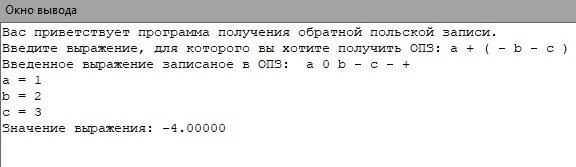 Окно вывода
Вас приветствует программа получения обратной польской записи.
Введите выражение, для которого вы хотите получить ОПЗ: a + ( - b - c )
Введенное выражение записаное в ОПЗ:  a 0 b - c - +
a = 1
b = 2
c = 3
Значение выражения: -4.00000